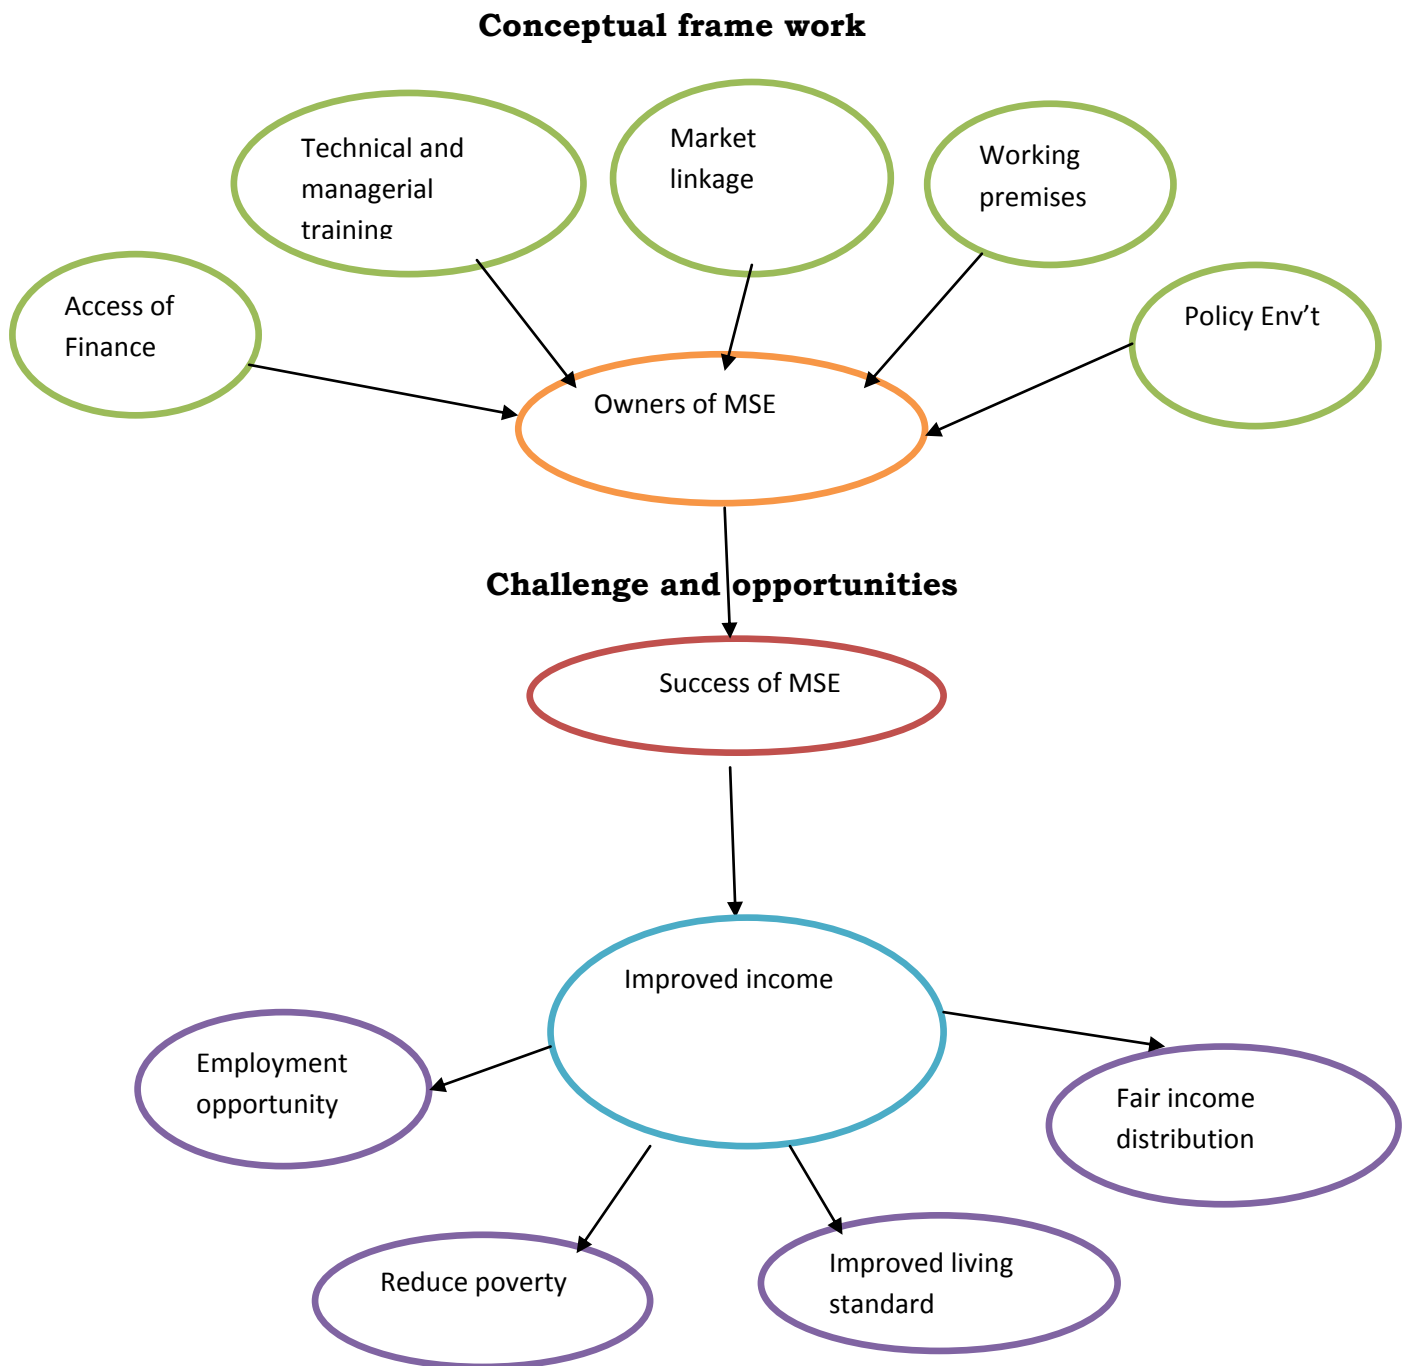 Conceptual frame work
Technical and
managerial
training
Market
linkage
Working
premises
Access of
Finance
Policy Env’t
Owners of MSE
Challenge and opportunities
Success of MSE
Improved income
Employment
opportunity
Fair income
distribution
Reduce poverty
Improved living
standard